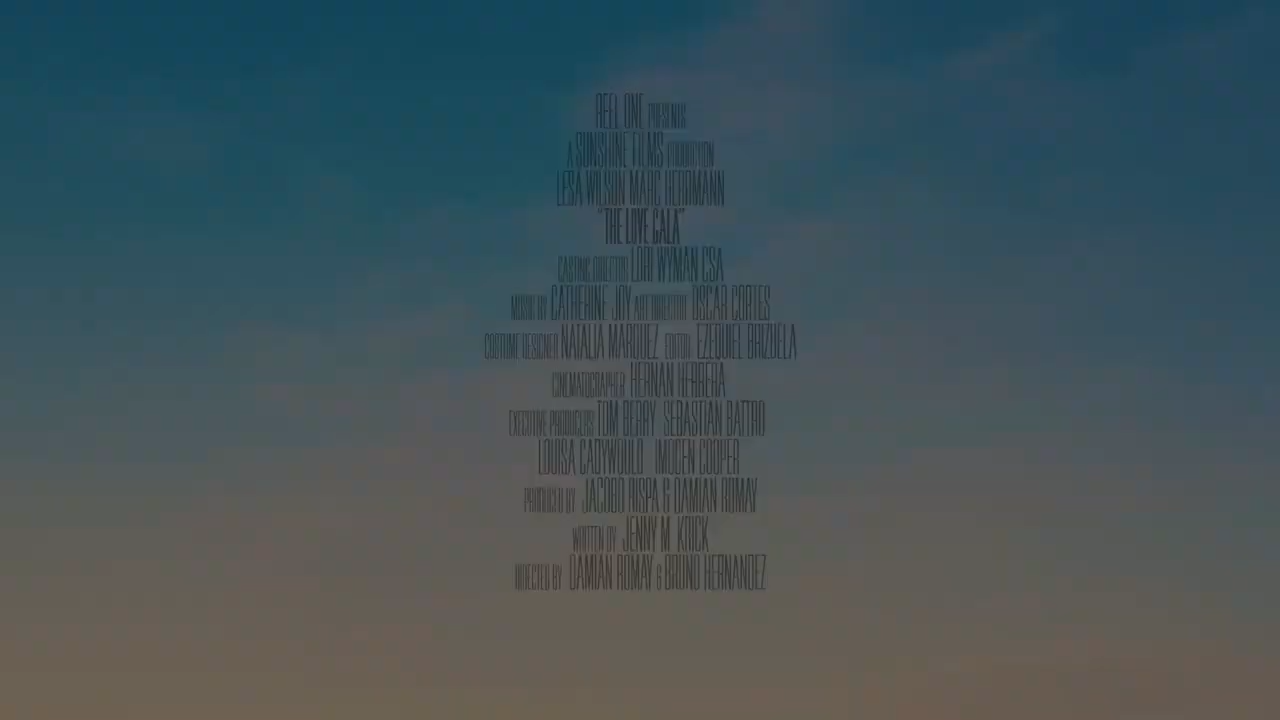 REEL ONE PRESENTS
A SUNSHINE FILMS PRODUCTION
LESA WILSON MARC HERRMANN
"THE LOVE GALA"
CASTING DIRECTOR LORI WYMAN CSA
MUSIC BY CATHERINE JOY ART DIRECTOR OSCAR CORTES
COSTUME DESIGNER NATALIA MARQUEZ EDITOR EZEQUIEL BRIZUELA
CINEMATOGRAPHER HERNAN HERRERA
EXECUTIVE PRODUCERS TOM BERRY SEBASTIAN BATTRO
LOUISA CADYWOULD IMOGEN COOPER
PRODUCED BY JACOBO RISPA & DAMIAN ROMAY
WRITTEN BY JENNY M KRICK
DIRECTED BY DAMIAN ROMAY & BRUNO HERNANDEZ